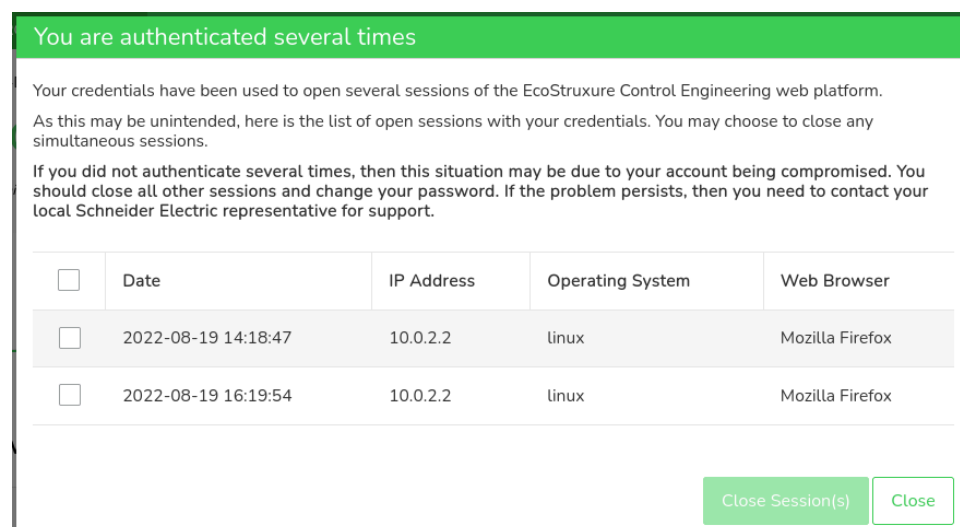 You are authenticated several times
Your credentials have been used to open several sessions of the EcoStruxure Control Engineering web platform.
As this may be unintended, here is the list of open sessions with your credentials. You may choose to close any
simultaneous sessions.
If you did not authenticate several times, then this situation may be due to your account being compromised. You
should close all other sessions and change your password. If the problem persists, then you need to contact your
local Schneider Electric representative for support.
Date IP Address Operating System Web Browser
2022-08-19 14:18:47 10.0.2.2 linux Mozilla Firefox
2022-08-19 16:19:54 10.0.2.2 linux Mozilla Firefox
Close Session(s) Close